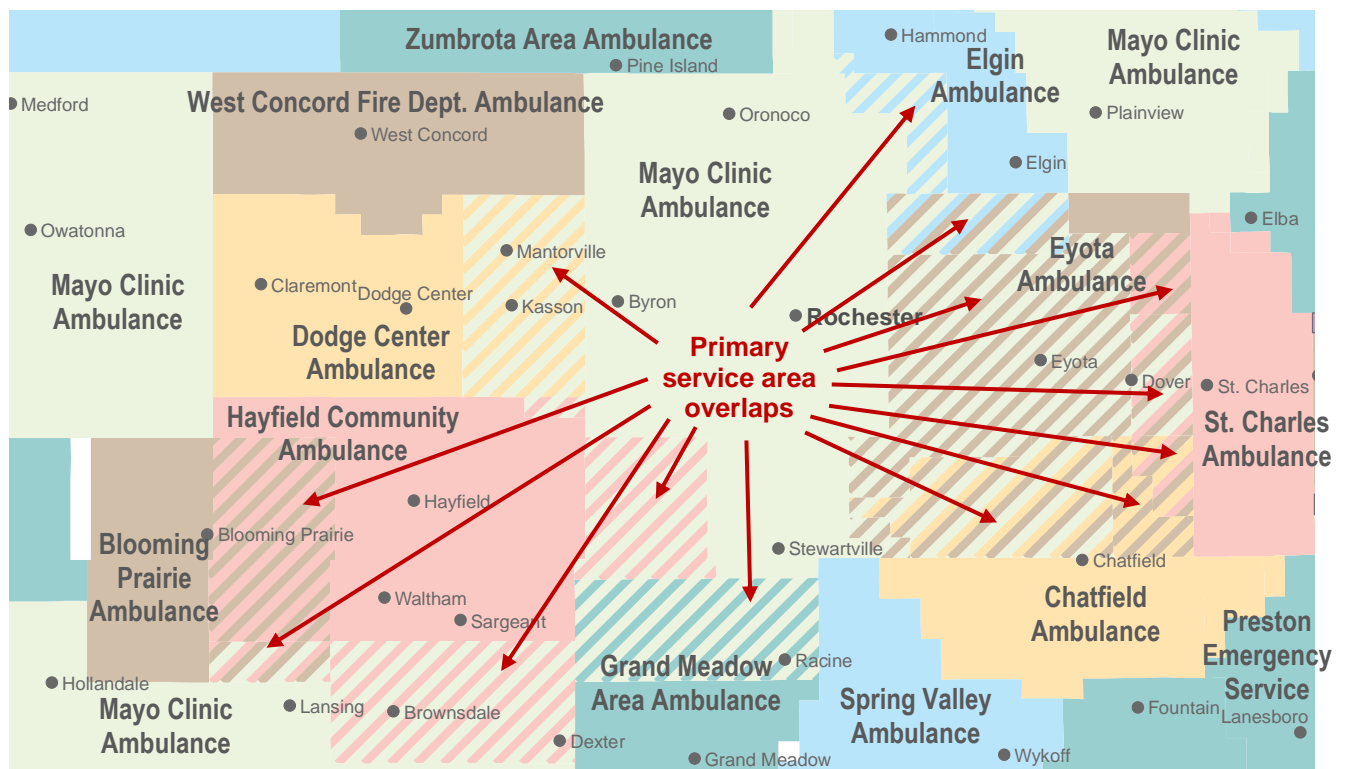 Zumbrota Area Ambulance
Pine Island
Hammond
Elgin
Ambulance
Mayo Clinic
Ambulance
Medford
West Concord Fire Dept. Ambulance
West Concord
Oronoco
Plainview
Elgin
Mayo Clinic
Ambulance
Owatonna
Elba
Mayo Clinic
Ambulance
Claremont
Dodge Center
Mantorville
Kasson
Byron
Rochester
Eyota
Ambulance
Dodge Center
Ambulance
Primary
service area
overlaps
Eyota
Dover
St. Charles
St. Charles
Ambulance
Hayfield Community
Ambulance
Hayfield
Blooming Prairie
Blooming
Prairie
Ambulance
Stewartville
Chatfield
Waltham
Sargeant
Chatfield
Ambulance
Grand Meadow
Area Ambulance
Racine
Preston
Emergency
Service
Hollandale
Mayo Clinic
Ambulance
Lansing
Brownsdale
Spring Valley
Ambulance
Fountain
Lanesboro
Dexter
Grand Meadow
Wykoff